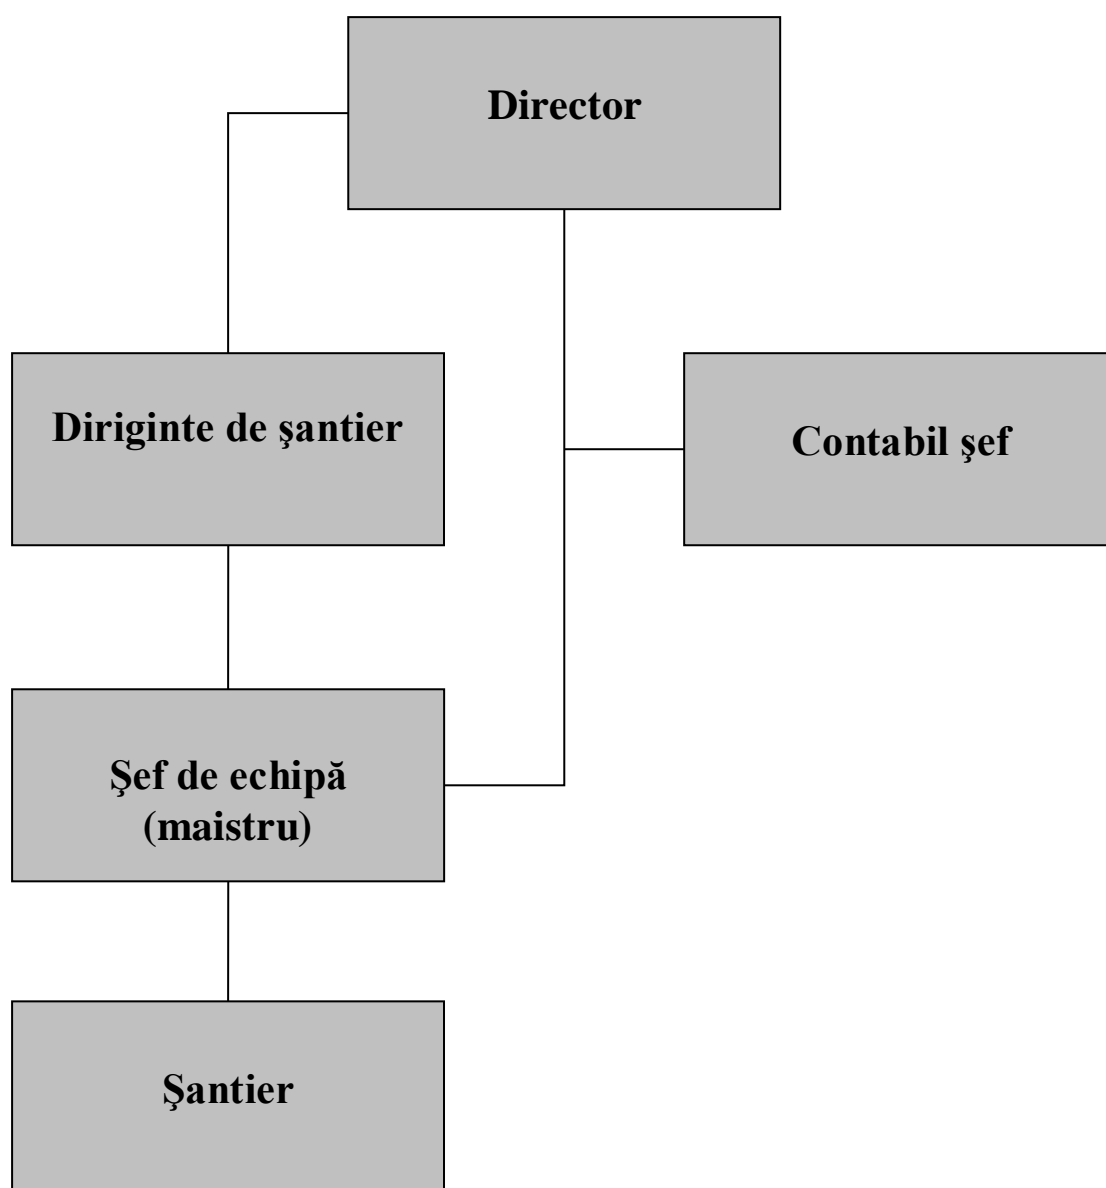 Director
Diriginte de şantier
Contabil şef
Şef de echipă
(maistru)
Şantier